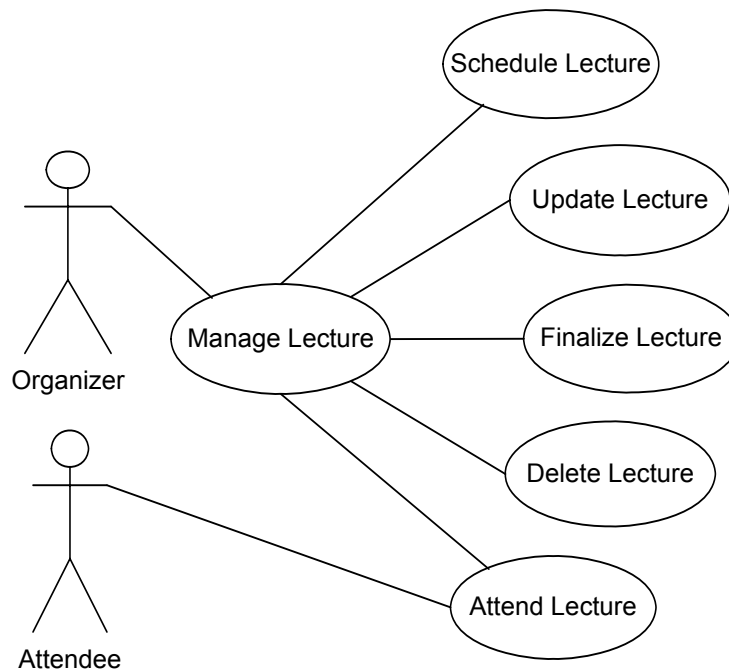 Schedule Lecture
Update Lecture
Manage Lecture
Finalize Lecture
Organizer
Delete Lecture
Attend Lecture
Attendee